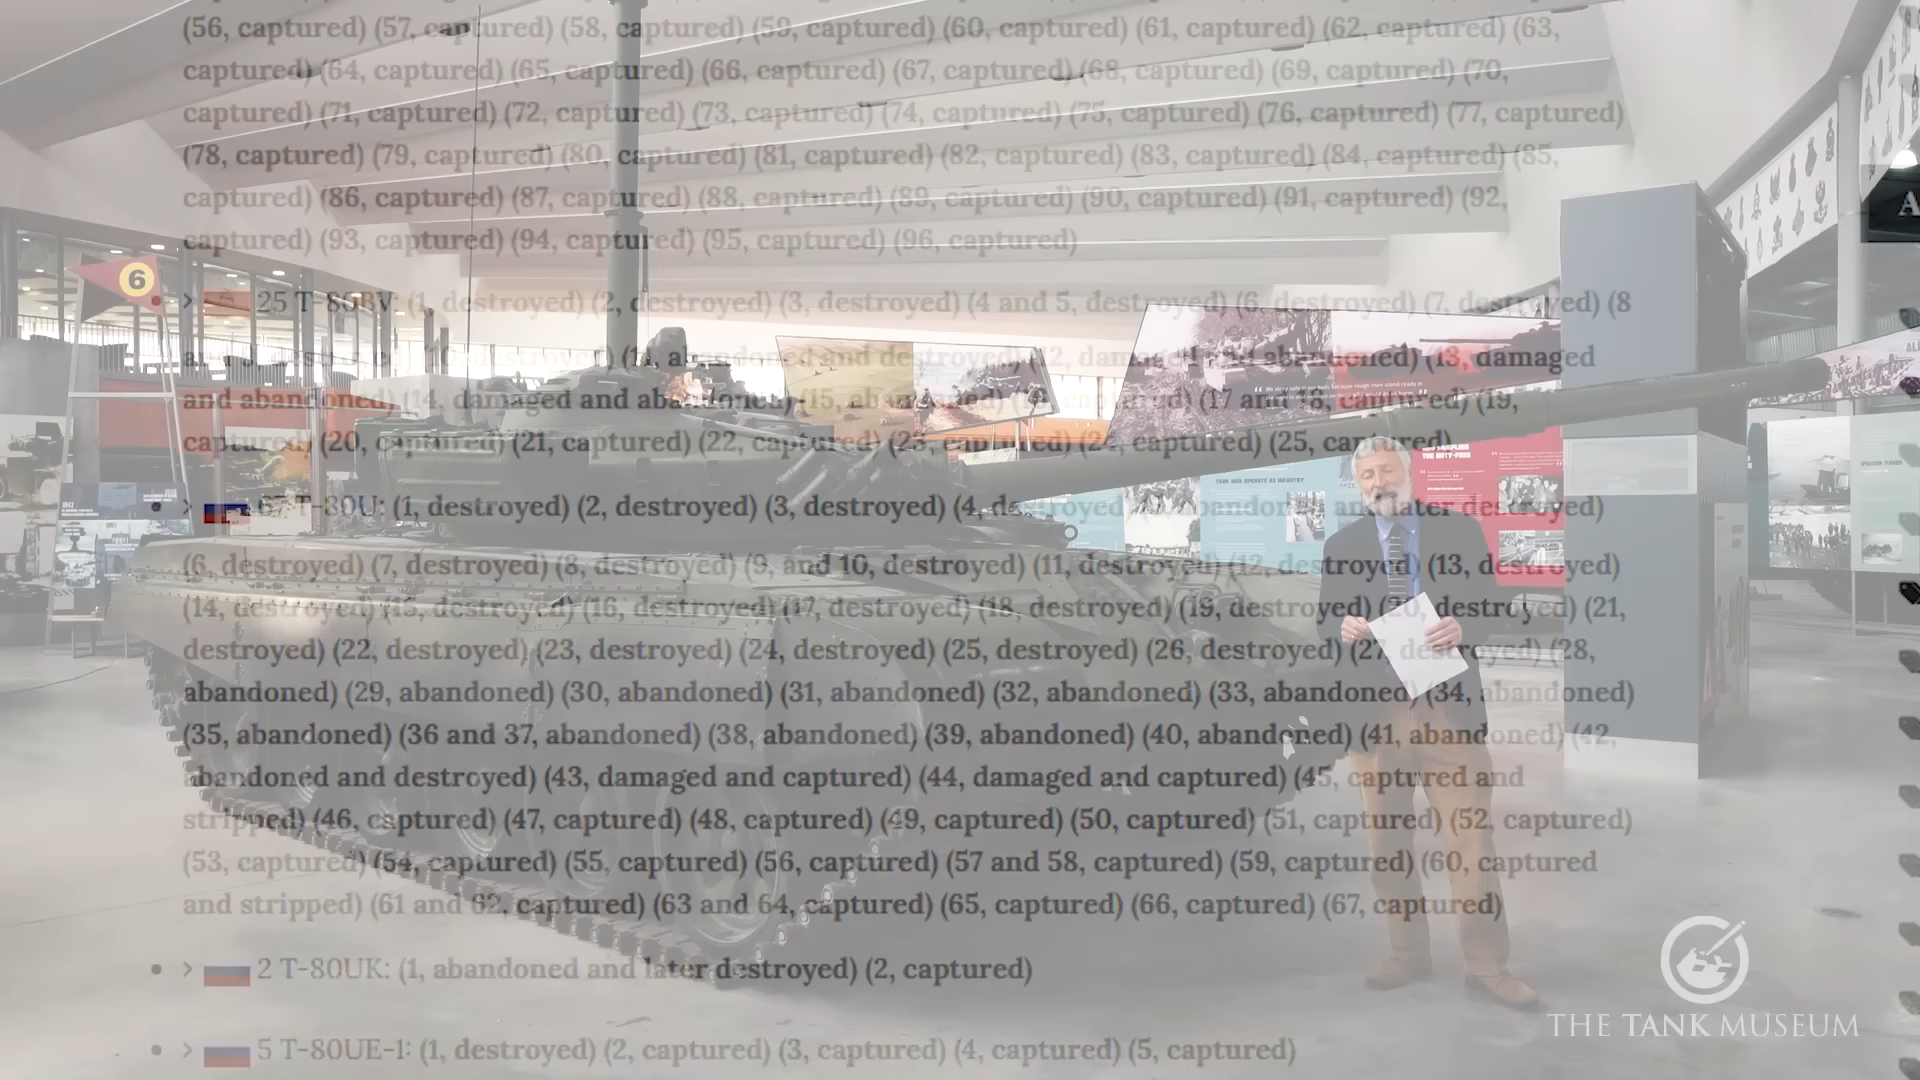 (56, captured) (57, captured) (58, captured) (59, captured) (60, captured) (61, captured) (62, captured) (63,
captured) (64, captured) (65, captured) (66, captured) (67, captured) (68, captured) (69, captured) (70,
captured) (71, captured) (72, captured) (73, captured) (74, captured) (75, captured) (76, captured) (77, captured)
(78, captured) (79, captured) (80, captured) (81, captured) (82, captured) (83, captured) (84, captured) (85,
captured) (86, captured) (87, captured) (88, captured) (89, captured) (90, captured) (91, captured) (92,
captured) (93, captured) (94, captured) (95, captured) (96, captured)
6
25 T-80BV: (1, destroyed) (2, destroyed) (3, destroyed) (4 and 5, destroyed) (6, destroyed) (7, destroyed) (8
(11, abandoned and destroyed) (12, damaged and abandoned) (13, damaged
and abandoned) (14, damaged and abandoned) (15, abandoned) captured) (17 and 18, captured) (19,
captured) (20, captured) (21, captured) (22, captured) (23, captured) (24, captured) (25, captured)
67 T-80U: (1, destroyed) (2, destroyed) (3, destroyed) (4, destroyed) abandoned and later destroyed)
(6, destroyed) (7, destroyed) (8, destroyed) (9, and 10, destroyed) (11, destroyed) (12, destroyed) (13, destroyed)
(14, destroyed) (15, destroyed) (16, destroyed) (17, destroyed) (18, destroyed) (19, destroyed) (20, destroyed) (21,
destroyed) (22, destroyed) (23, destroyed) (24, destroyed) (25, destroyed) (26, destroyed) (27, destroyed) (28,
abandoned) (29, abandoned) (30, abandoned) (31, abandoned) (32, abandoned) (33, abandoned) (34, abandoned)
(35, abandoned) (36 and 37, abandoned) (38, abandoned) (39, abandoned) (40, abandoned) (41, abandoned) (42,
abandoned and destroyed) (43, damaged and captured) (44, damaged and captured) (45, captured and
stripped) (46, captured) (47, captured) (48, captured) (49, captured) (50, captured) (51, captured) (52, captured)
(53, captured) (54, captured) (55, captured) (56, captured) (57 and 58, captured) (59, captured) (60, captured
and stripped) (61 and 62, captured) (63 and 64, captured) (65, captured) (66, captured) (67, captured)
2 T-80UK: (1, abandoned and later destroyed) (2, captured)
5 T-80UE-1: (1, destroyed) (2, captured) (3, captured) (4, captured) (5, captured)
TANK MEN OPERATE AS INFANTRY
THE TANK MUSEUM